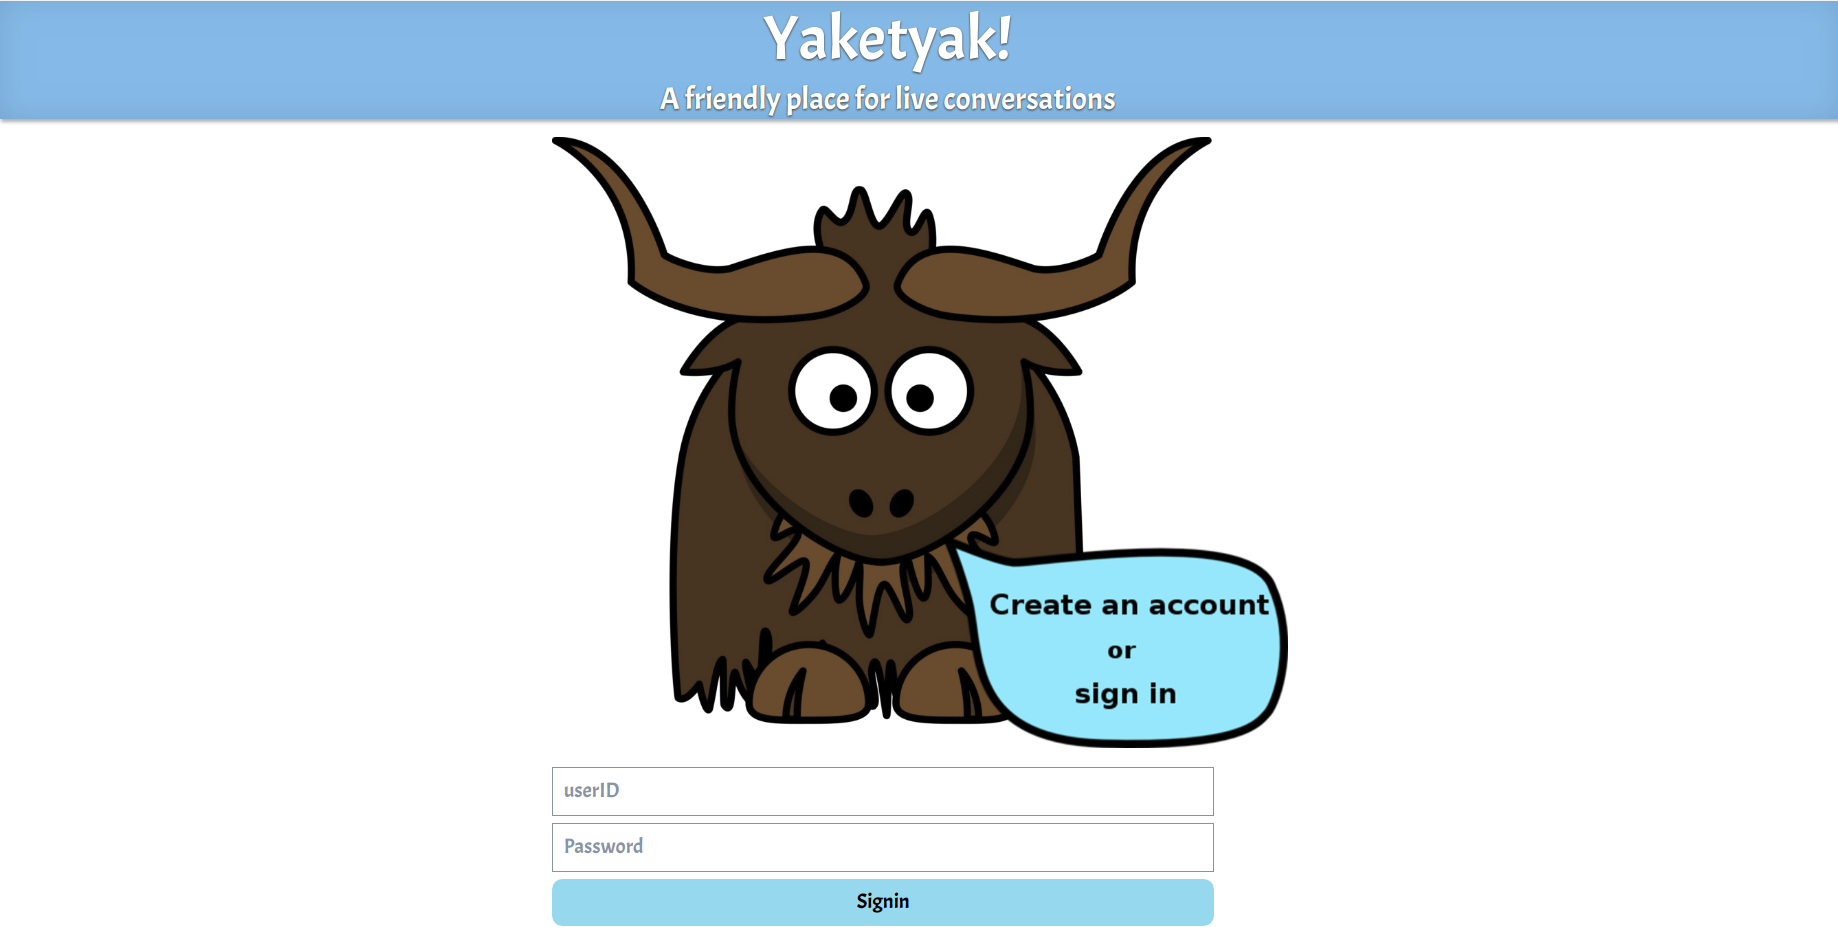 Yaketyak!
A friendly place for live conversations
Create an account
or
sign in
userID
Password
Signin